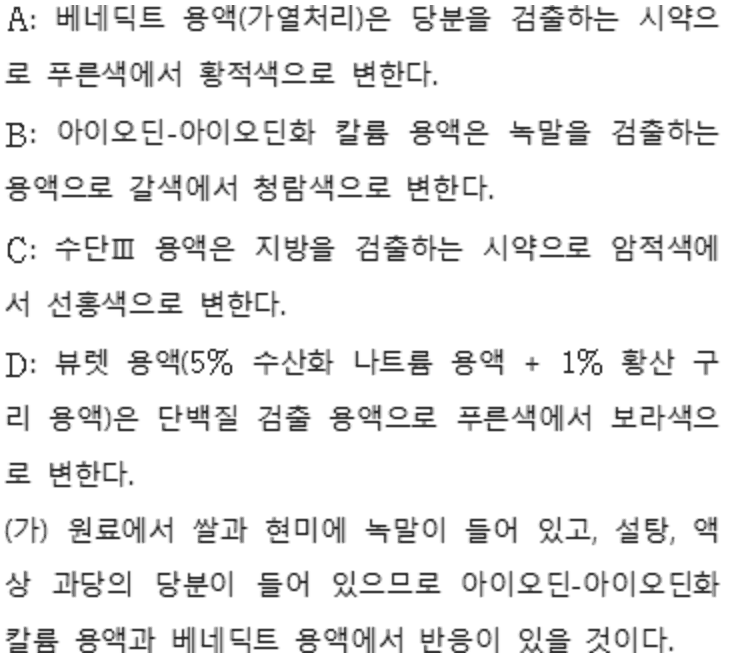 A: 베네딕트 용액(가열처리)은 당분을 검출하는 시약으
로 푸른색에서 황적색으로 변한다.
B: 아이오딘-아이오딘화 칼륨 용액은 녹말을 검출하는
용액으로 갈색에서 청람색으로 변한다.
C: 수단Ⅲ 용액은 지방을 검출하는 시약으로 암적색에
서 선홍색으로 변한다.
D: 뷰렛 용액(5% 수산화 나트륨 용액 + 1% 황산 구
리 용액)은 단백질 검출 용액으로 푸른색에서 보라색으
로 변한다.
(가) 원료에서 쌀과 현미에 녹말이 들어 있고, 설탕, 액
상 과당의 당분이 들어 있으므로 아이오딘-아이오딘화
칼륨 용액과 베네딕트 용액에서 반응이 있을 것이다.